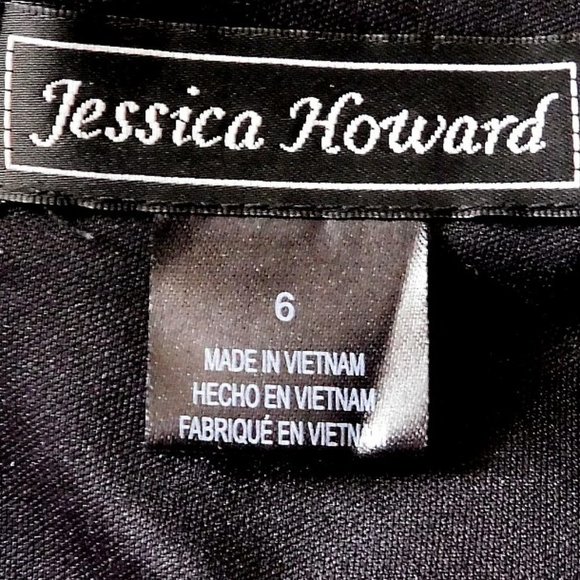 Jessica Howard
6
MADE IN VIETNAM
HECHO EN VIETNAM
FABRIQUÉ EN VIETNAM